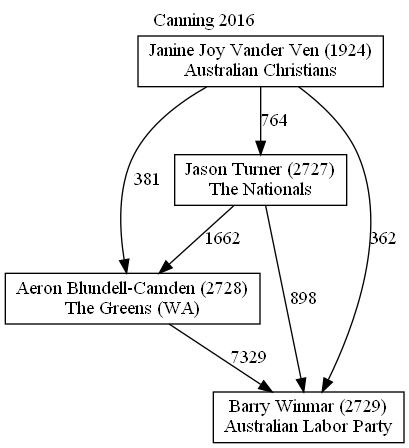 Canning 2016
Janine Joy Vander Ven (1924)
Australian Christians
764
381
Jason Turner (2727)
The Nationals
1662
362
Aeron Blundell-Camden (2728)
The Greens (WA)
898
7329
Barry Winmar (2729)
Australian Labor Party